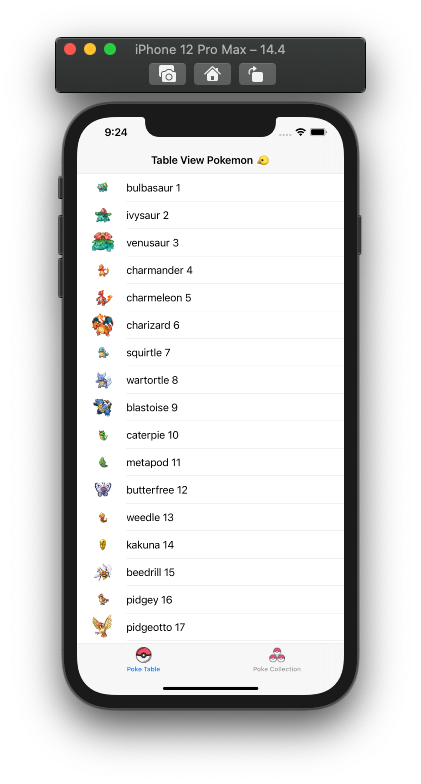 iPhone 12 Pro Max – 14.4
9:24
Table View Pokemon
bulbasaur 1
ivysaur 2
venusaur 3
charmander 4
charmeleon 5
charizard 6
squirtle 7
wartortle 8
blastoise 9
caterpie 10
metapod 11
butterfree 12
weedle 13
kakuna 14
beedrill 15
pidgey 16
pidgeotto 17
Poke Table
Poke Collection